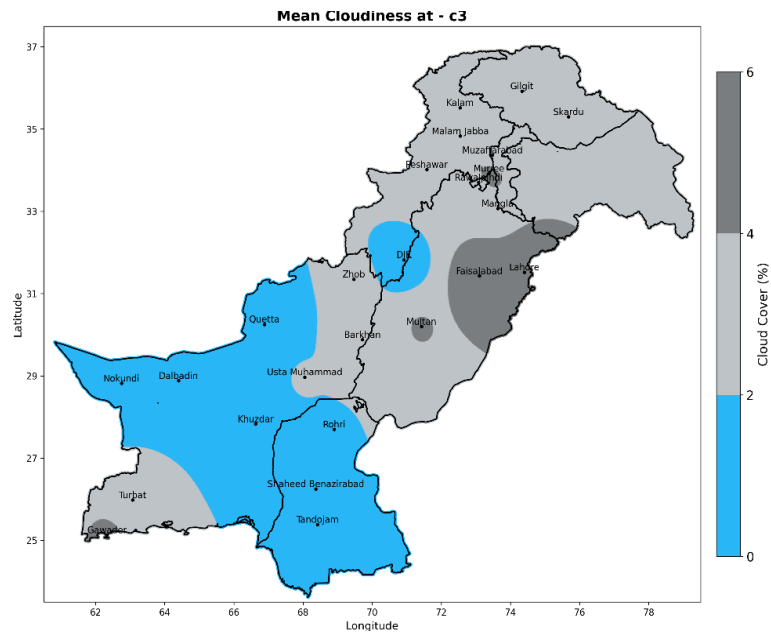 Mean Cloudiness at - c3
37
35
33
31
29
27
25
Latitude
Gilgit
Kalam
Skardu
Malam Jabba
Muzaffarabad
Peshawar
Murree
Rawalpindi
Mangla
DIK
Zhob
Faisalabad
Lahore
Quetta
Multan
Barkhan
Usta Muhammad
Nokundi
Dalbadin
Khuzdar
Rohri
Shaheed Benazirabad
Turbat
Tandojam
Gawader
62
64
66
68
70
72
74
76
78
Longitude
6
4
2
0
Cloud Cover (%)